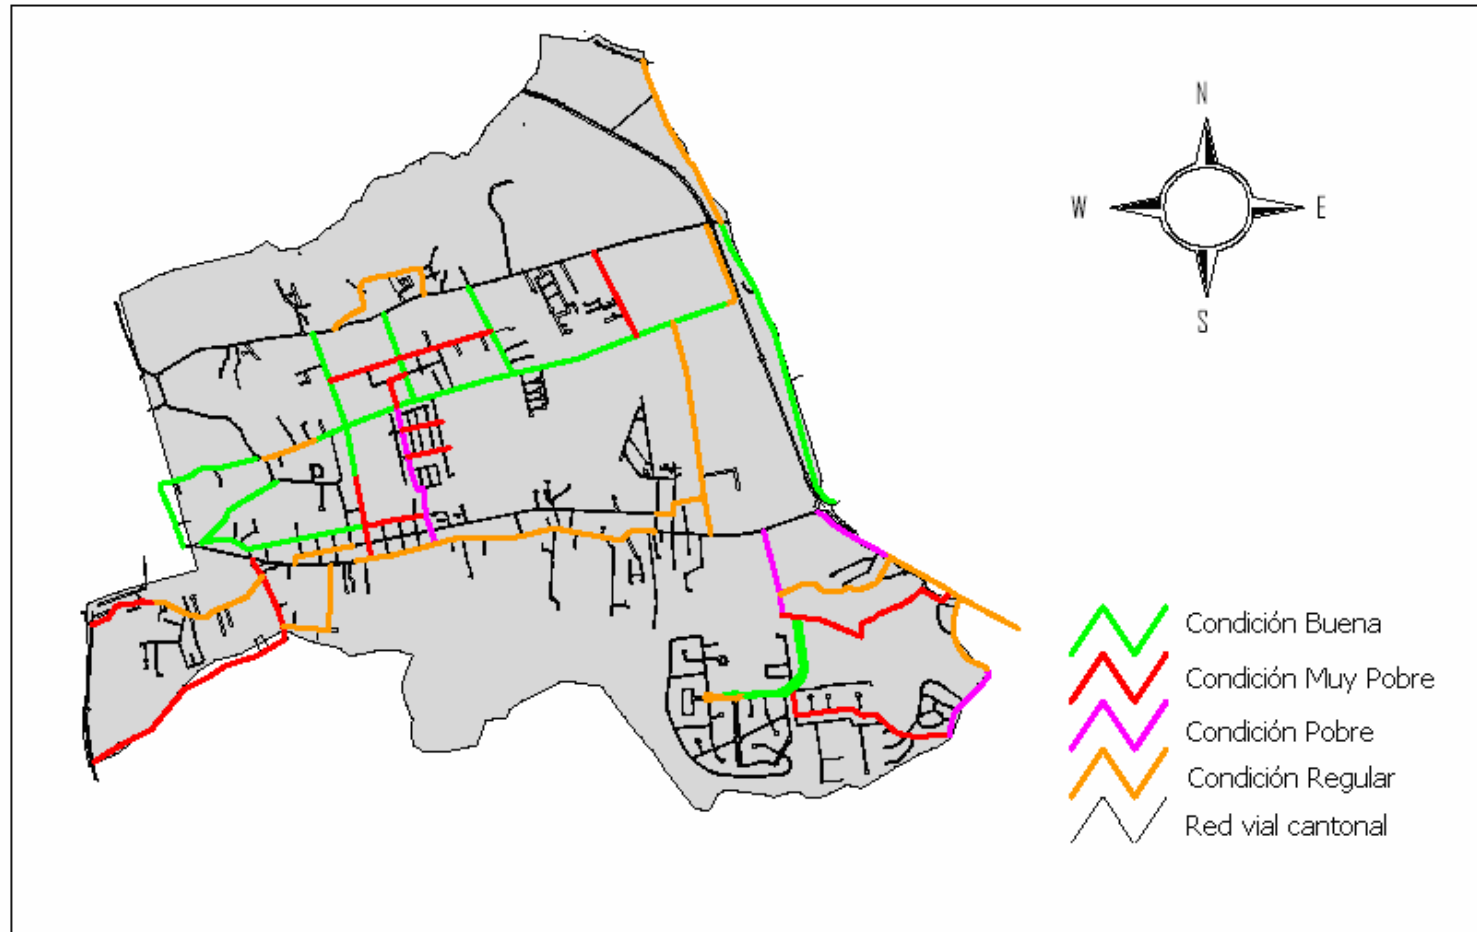 N
W
E
S
Condición Buena
Condición Muy Pobre
Condición Pobre
Condición Regular
Red vial cantonal